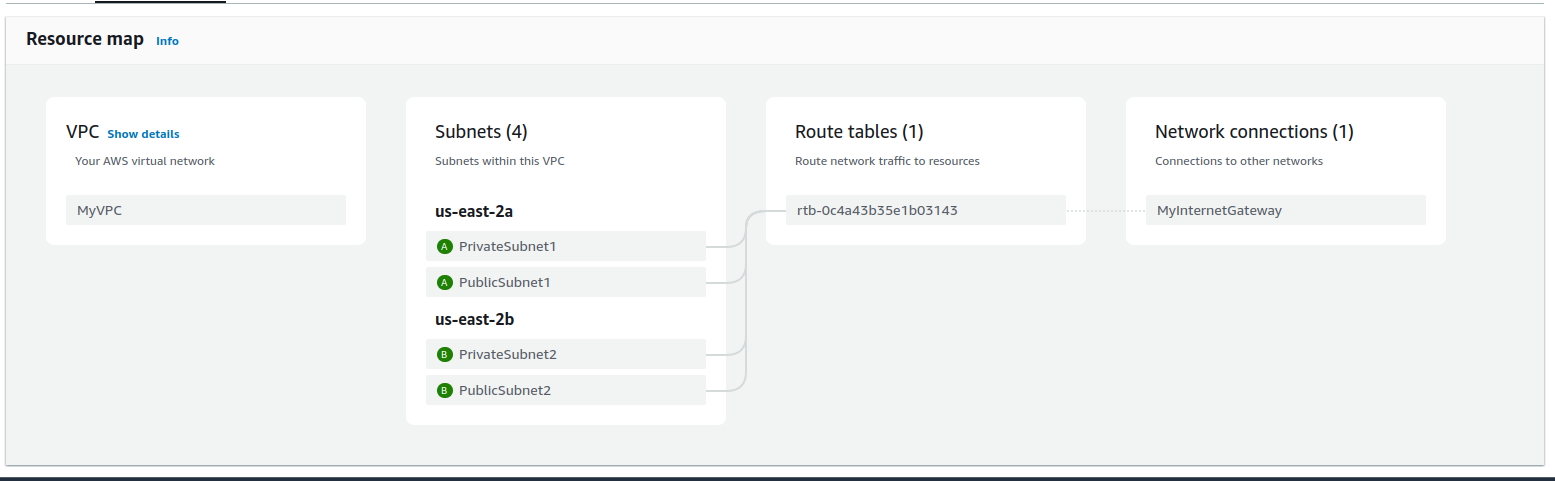 Resource map Info
VPC Show details
Your AWS virtual network
MyVPC
Subnets (4)
Subnets within this VPC
us-east-2a
A PrivateSubnet1
A PublicSubnet1
us-east-2b
B PrivateSubnet2
B PublicSubnet2
Route tables (1)
Route network traffic to resources
rtb-0c4a43b35e1b03143
Network connections (1)
Connections to other networks
MyInternetGateway